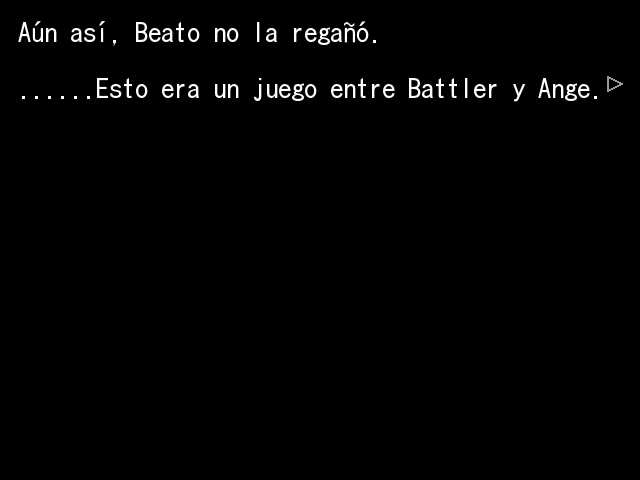 Aún así, Beato no la regañó.
......Esto era un juego entre Battler y Ange.